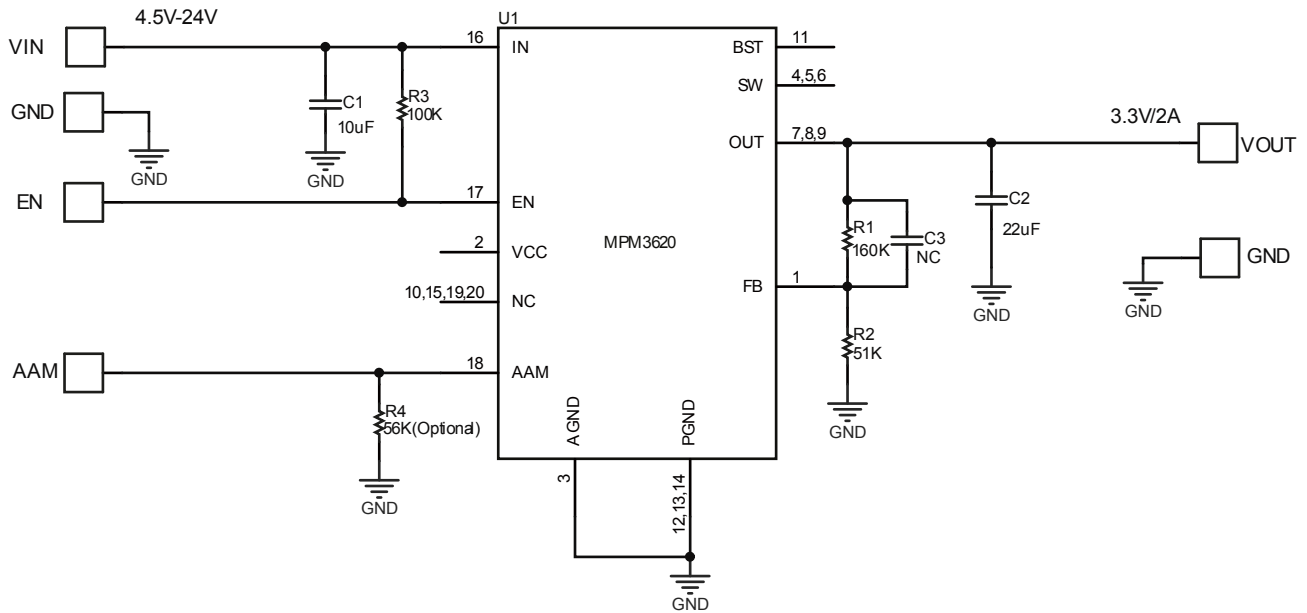 VIN
4.5V-24V
U1
16
IN
BST
11
SW
4,5,6
GND
C1
10uF
R3
100K
GND
GND
OUT
7,8,9
3.3V/2A
VOUT
EN
17
EN
2
VCC
MPM3620
R1
160K
C3
NC
C2
22uF
GND
10,15,19,20
NC
FB
1
GND
GND
R2
51K
AAM
18
AAM
R4
56K(Optional)
GND
GND
AGND
PGND
3
12,13,14
GND